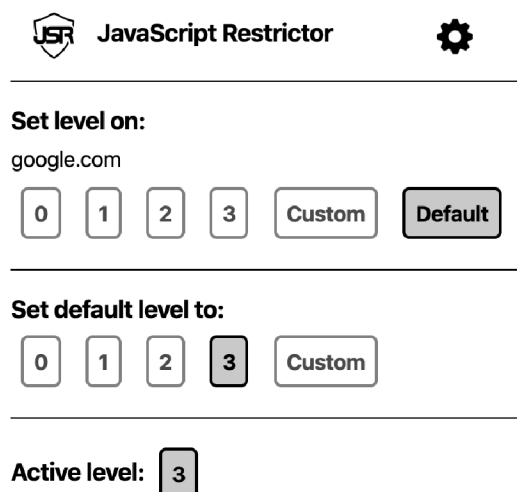 JSR JavaScript Restrictor
Set level on:
google.com
0 1 2 3 Custom Default
Set default level to:
0 1 2 3 Custom
Active level: 3